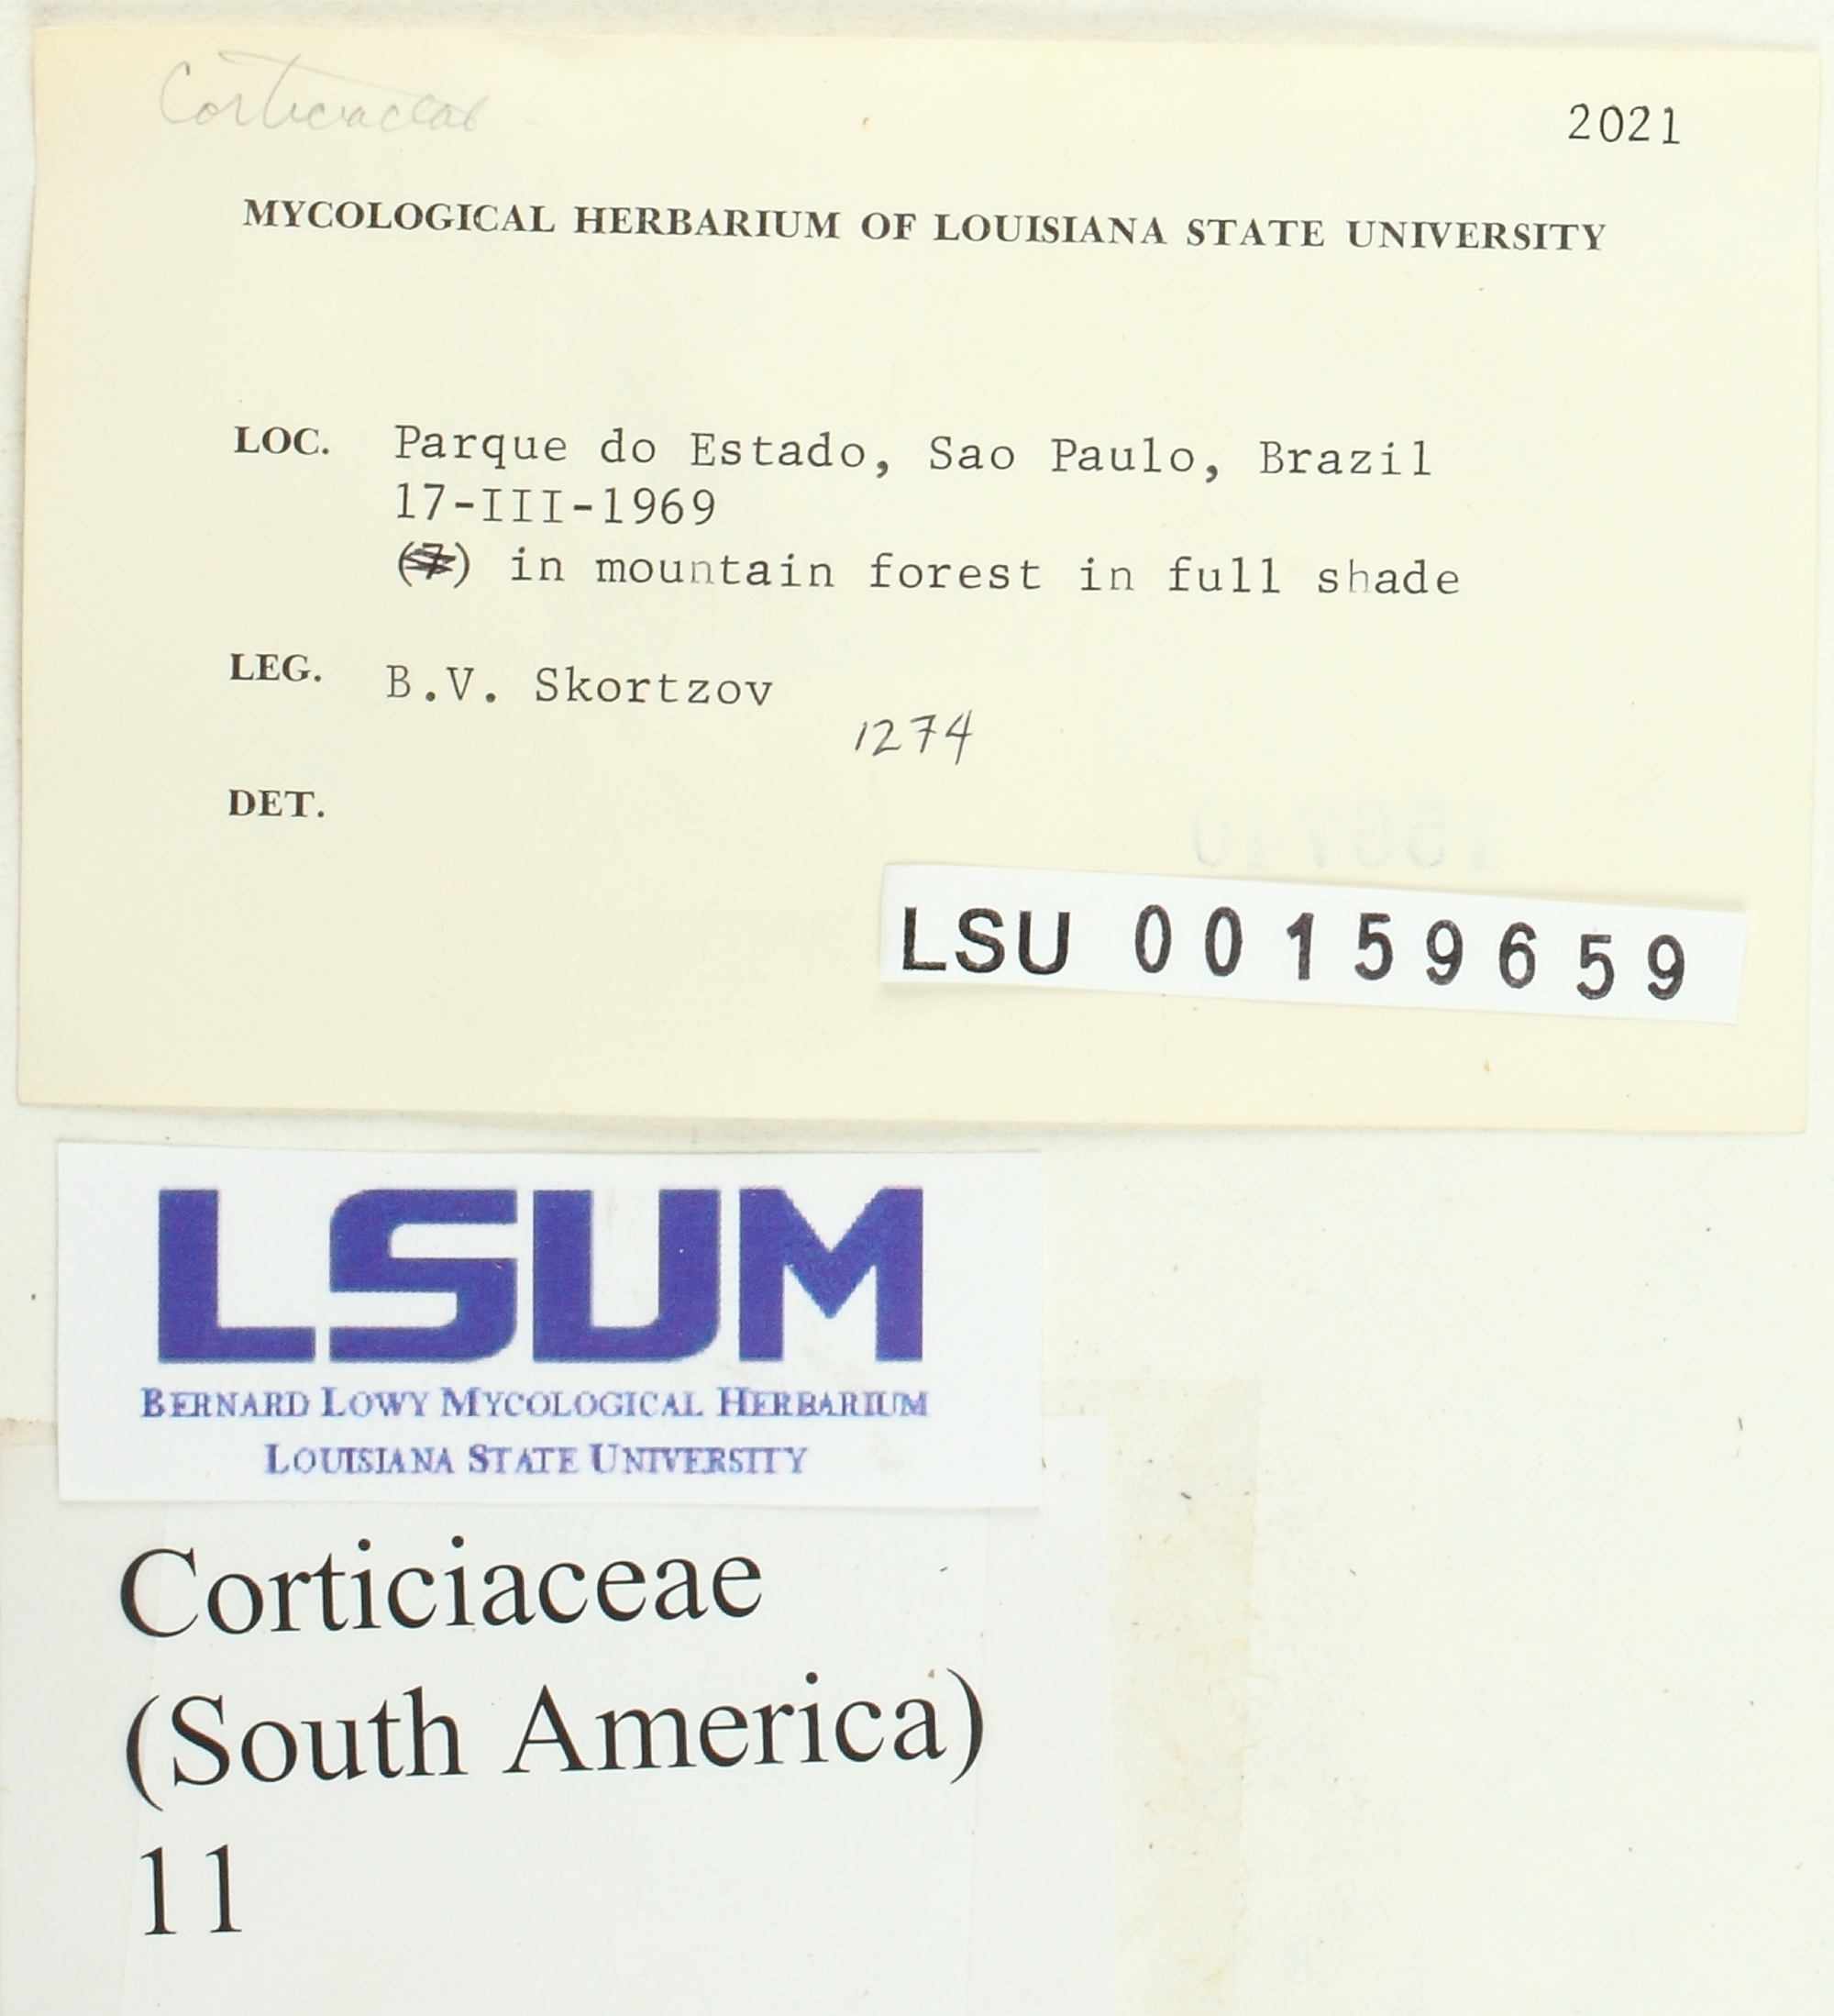 Corticiaceae
2021
MYCOLOGICAL HERBARIUM OF LOUISIANA STATE UNIVERSITY
LOC. Parque do Estado, Sao Paulo, Brazil
17-III-1969
(7) in mountain forest in full shade
LEG. B.V. Skortzov
1274
DET.
LSU 00159659
LSUM
BERNARD LOWY MYCOLOGICAL HERBARIUM
LOUISIANA STATE UNIVERSITY
Corticiaceae
(South America)
11